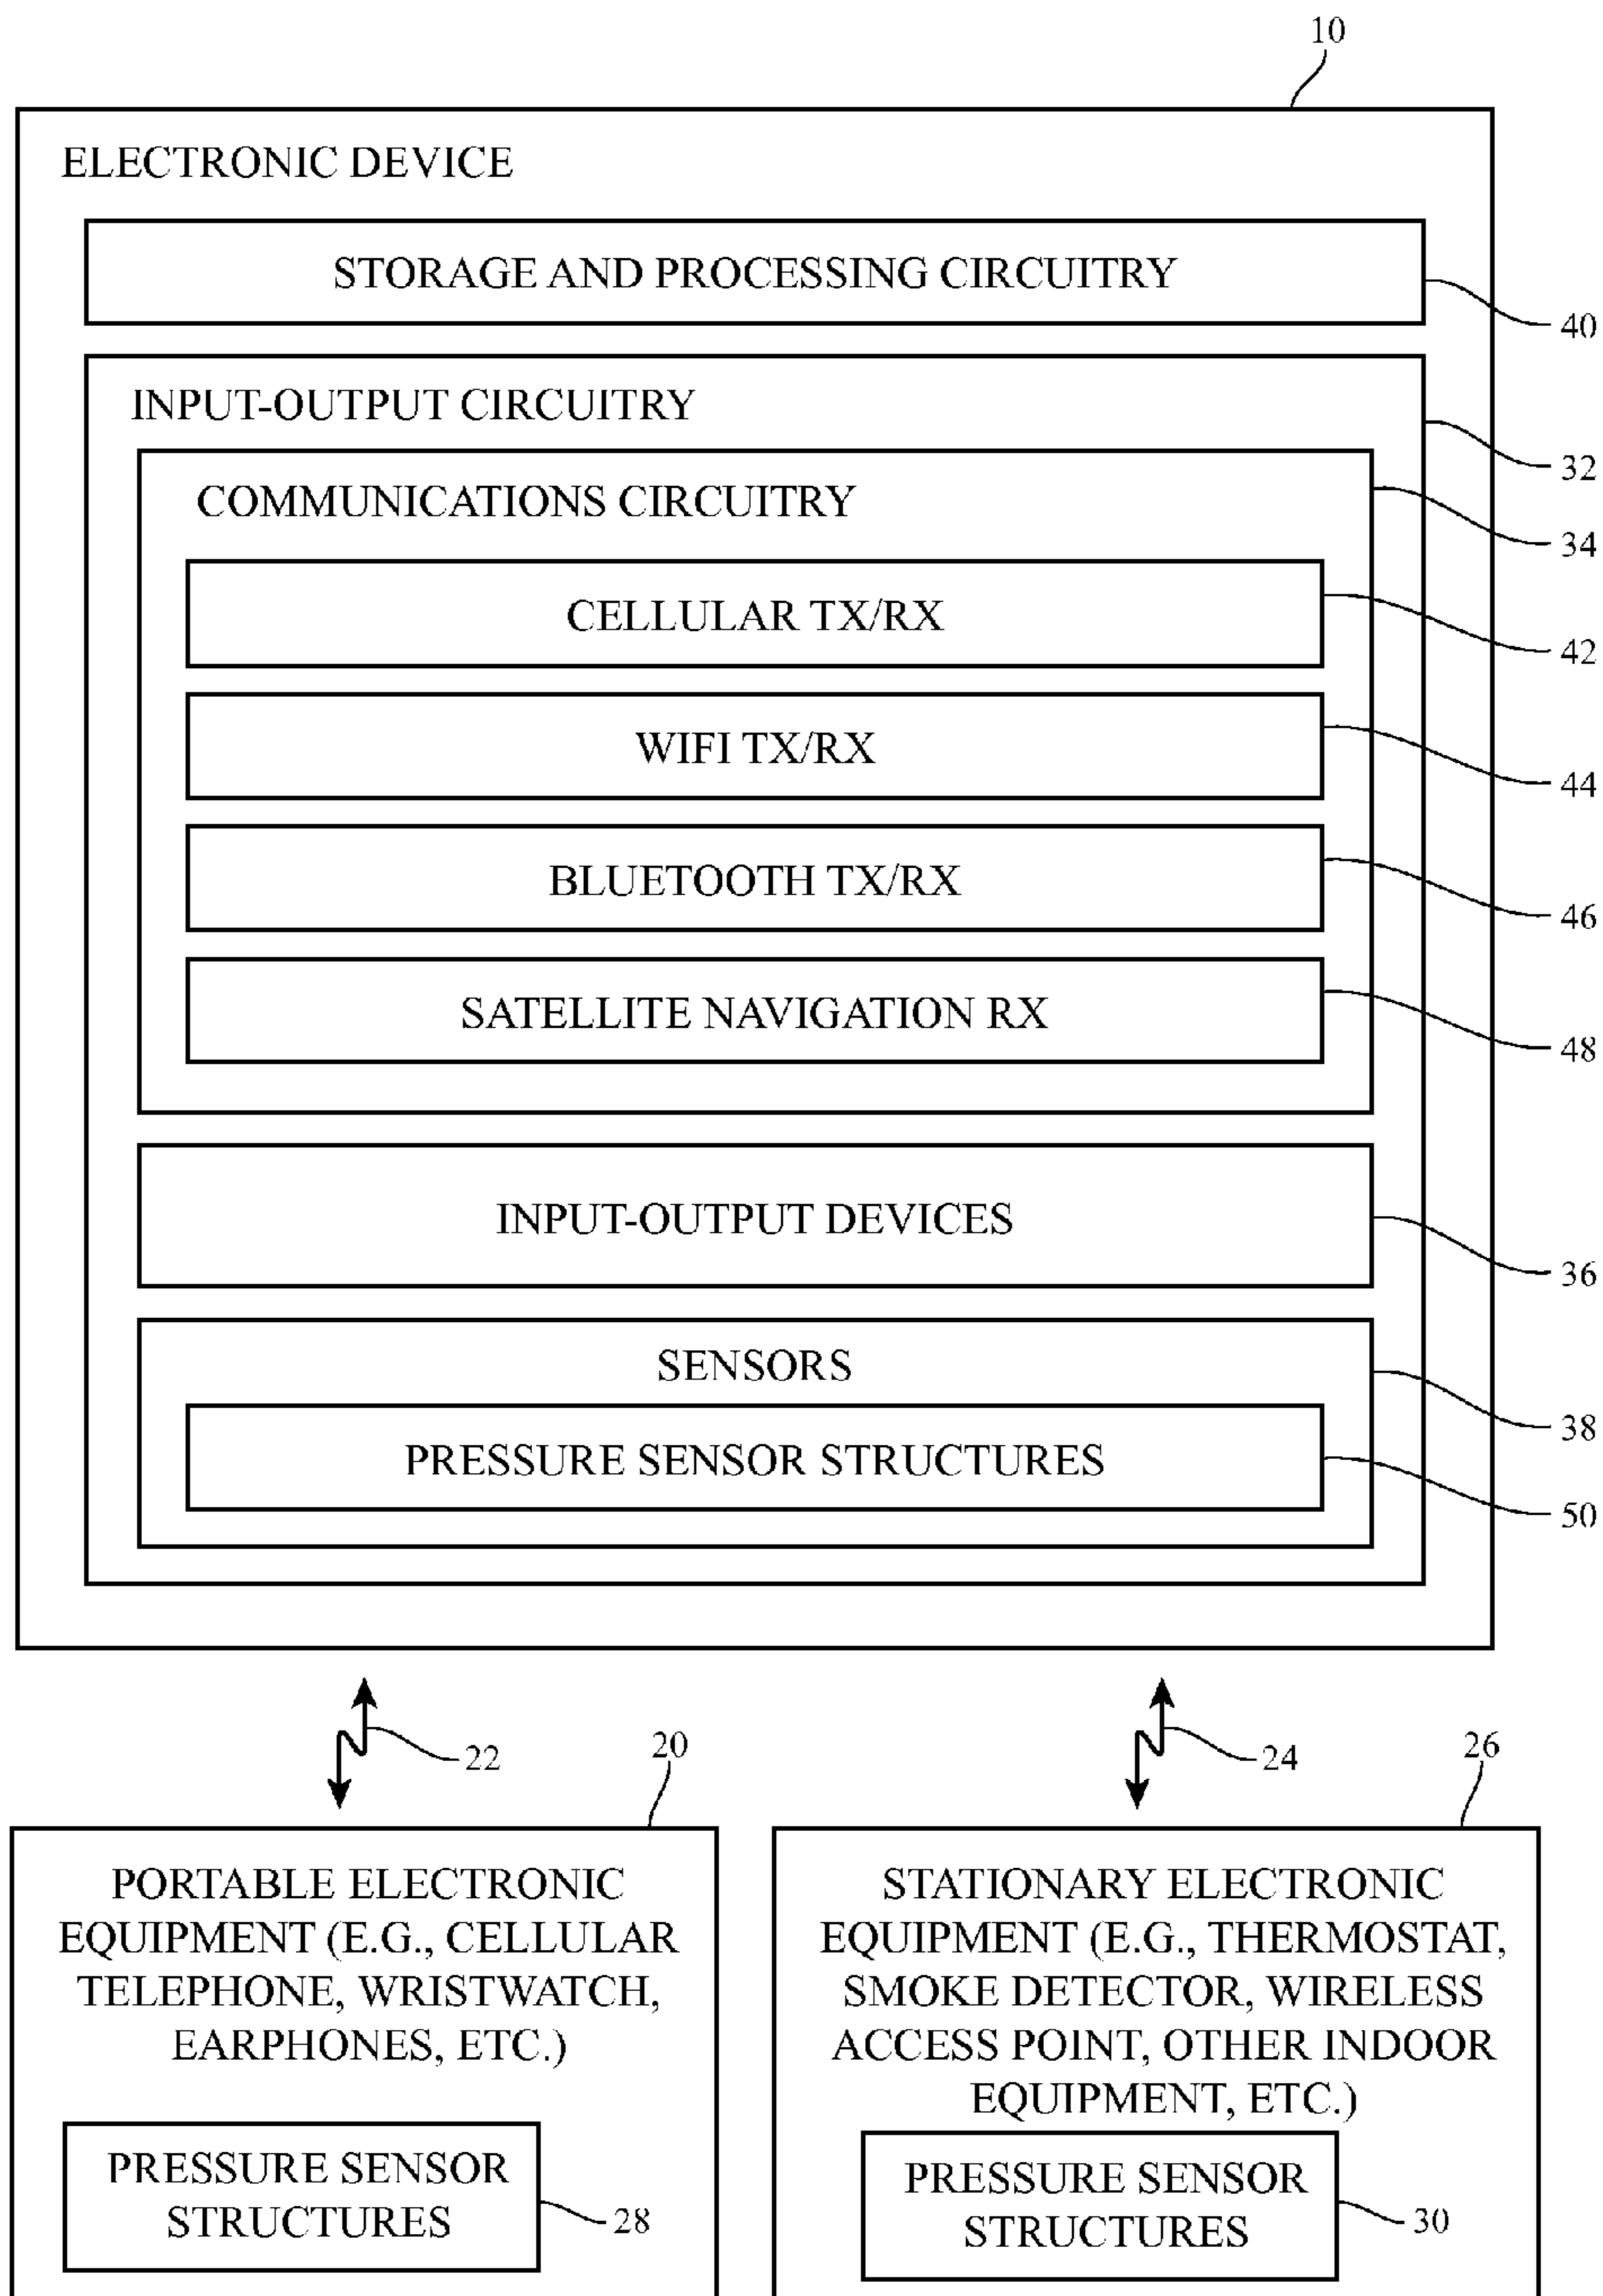 10
ELECTRONIC DEVICE
STORAGE AND PROCESSING CIRCUITRY
40
INPUT-OUTPUT CIRCUITRY
32
COMMUNICATIONS CIRCUITRY
34
CELLULAR TX/RX
42
WIFI TX/RX
44
BLUETOOTH TX/RX
46
SATELLITE NAVIGATION RX
48
INPUT-OUTPUT DEVICES
36
SENSORS
38
PRESSURE SENSOR STRUCTURES
50
22
20
24
26
PORTABLE ELECTRONIC
EQUIPMENT (E.G., CELLULAR
TELEPHONE, WRISTWATCH,
EARPHONES, ETC.)
PRESSURE SENSOR
STRUCTURES
28
STATIONARY ELECTRONIC
EQUIPMENT (E.G., THERMOSTAT,
SMOKE DETECTOR, WIRELESS
ACCESS POINT, OTHER INDOOR
EQUIPMENT, ETC.)
PRESSURE SENSOR
STRUCTURES
30